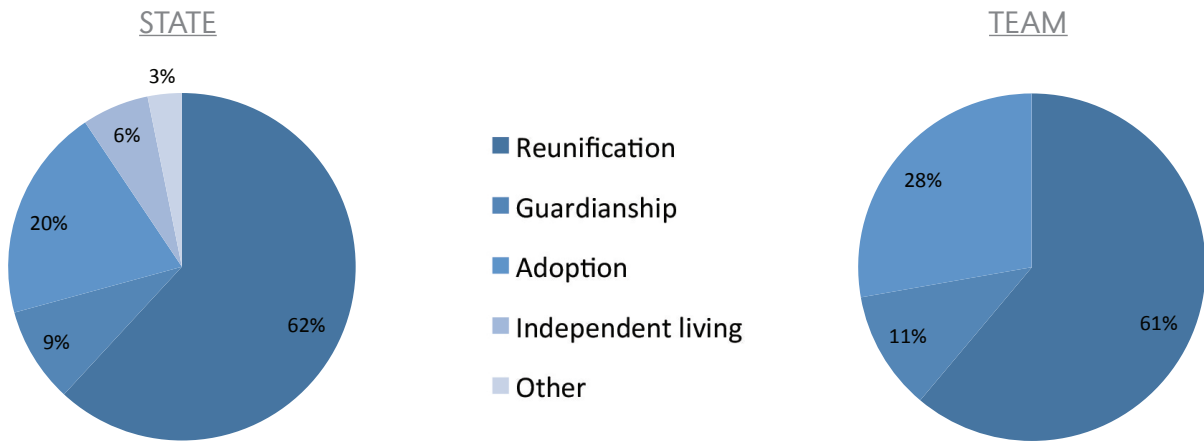 STATE
TEAM
3%
6%
20%
9%
62%
Reunification
Guardianship
Adoption
Independent living
Other
28%
11%
61%